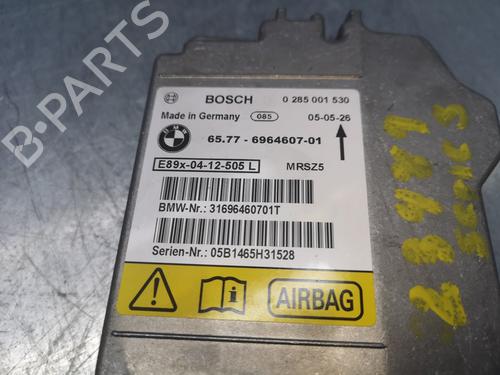 BOSCH 0 285 001 530
Made in Germany 085 05-05-26
BMW
65.77 - 6964607-01
E89x-04-12-505 L MRSZ5
BMW-Nr.: 31696460701T
Serien-Nr.: 05B1465H31528
i
AIRBAG
B-PARTS